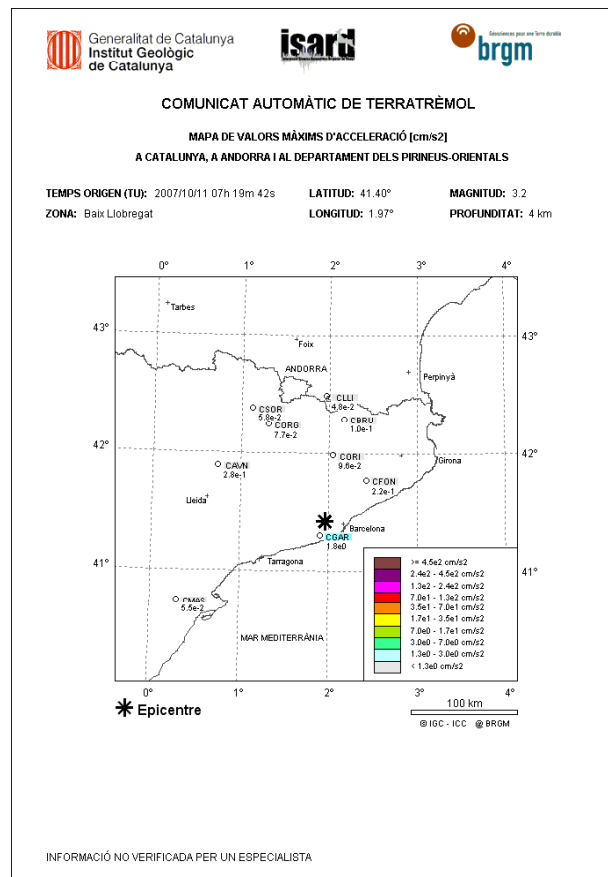 Generalitat de Catalunya
Institut Geològic
de Catalunya
isard
Géosciences pour une Terre durable
brgm
COMUNICAT AUTOMÀTIC DE TERRATRÈMOL
MAPA DE VALORS MÀXIMS D'ACCELERACIÓ [cm/s2]
A CATALUNYA, A ANDORRA I AL DEPARTAMENT DELS PIRINEUS-ORIENTALS
TEMPS ORIGEN (TU): 2007/10/11 07h 19m 42s LATITUD: 41.40° MAGNITUD: 3.2
ZONA: Baix Llobregat LONGITUD: 1.97° PROFUNDITAT: 4 km
0° 1° 2° 3° 4°
Tarbes
43° 43°
Foix
ANDORRA
Perpinyà
CLLI
4.8e-2
CSOR
5.8e-2
CORG
7.7e-2
CBRU
1.0e-1
42° 42°
CORI
9.6e-2
Girona
CAVN
2.8e-1
CFON
2.2e-1
Lleida
Barcelona
CGAR
1.8e0
Tarragona
41° 41°
CMAS
5.5e-2
MAR MEDITERRÀNIA
>= 4.5e2 cm/s2
2.4e2 - 4.5e2 cm/s2
1.3e2 - 2.4e2 cm/s2
7.0e1 - 1.3e2 cm/s2
3.5e1 - 7.0e1 cm/s2
1.7e1 - 3.5e1 cm/s2
7.0e0 - 1.7e1 cm/s2
3.0e0 - 7.0e0 cm/s2
1.3e0 - 3.0e0 cm/s2
< 1.3e0 cm/s2
0° 1° 2° 3° 4°
Epicentre
100 km
© IGC - ICC @ BRGM
INFORMACIÓ NO VERIFICADA PER UN ESPECIALISTA